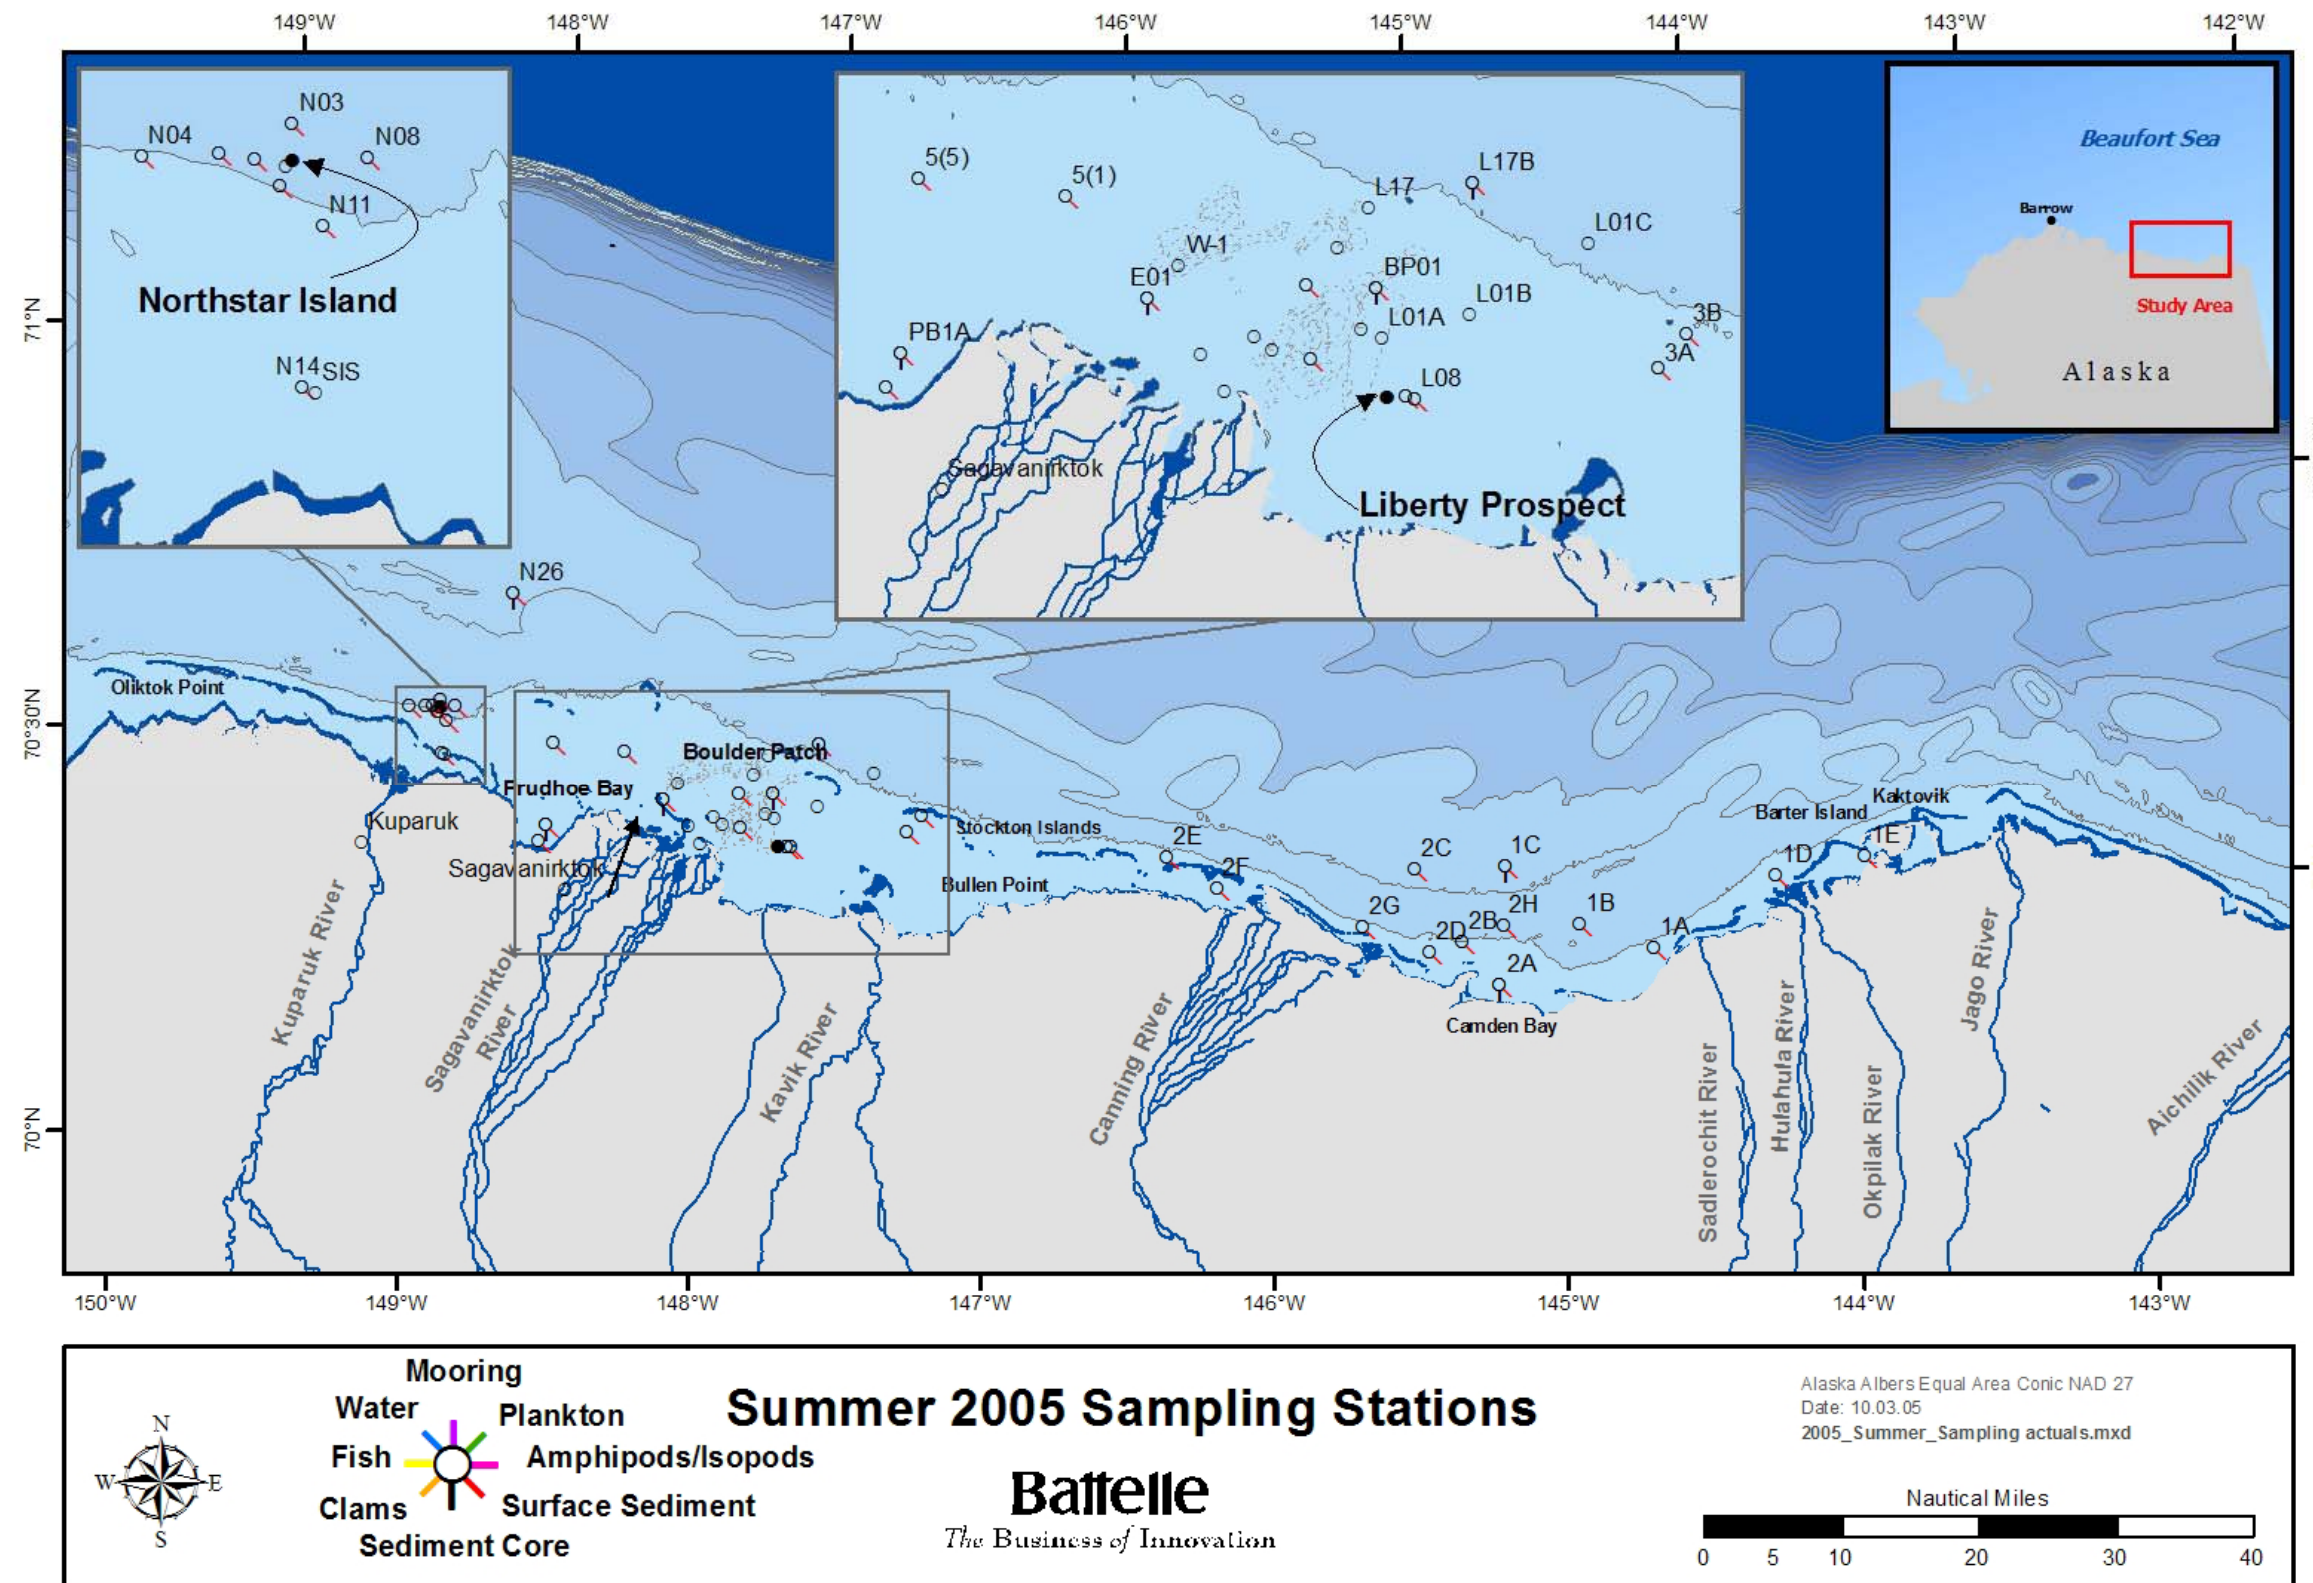 149°W 148°W 147°W 146°W 145°W 144°W 143°W 142°W
N03
N04
N08
N11
Northstar Island
N14 SIS
5(5)
5(1)
L17B
L17
L01C
W-1
E01
BP01
L01B
L01A
3B
3A
PB1A
L08
Sagavanirktok
Liberty Prospect
Beaufort Sea
Barrow
Study Area
Alaska
71°N
N26
70°30'N
Oliktok Point
Boulder Patch
Prudhoe Bay
Kuparuk
Sagavanirktok
Stockton Islands
Bullen Point
2E
2F
2C
1C
2G
2D
2B
2H
1B
1A
2A
Camden Bay
Barter Island
Kaktovik
1D
1E
70°N
Kuparuk River
Sagavanirktok
River
Kavik River
Canning River
Sadlerochit River
Hulahula River
Okpilak River
Jago River
Aichilik River
150°W 149°W 148°W 147°W 146°W 145°W 144°W 143°W
N
W E
S
Mooring
Water
Plankton
Fish
Amphipods/Isopods
Clams
Surface Sediment
Sediment Core
Summer 2005 Sampling Stations
Battelle
The Business of Innovation
Alaska Albers Equal Area Conic NAD 27
Date: 10.03.05
2005_Summer_Sampling actuals.mxd
Nautical Miles
0 5 10 20 30 40